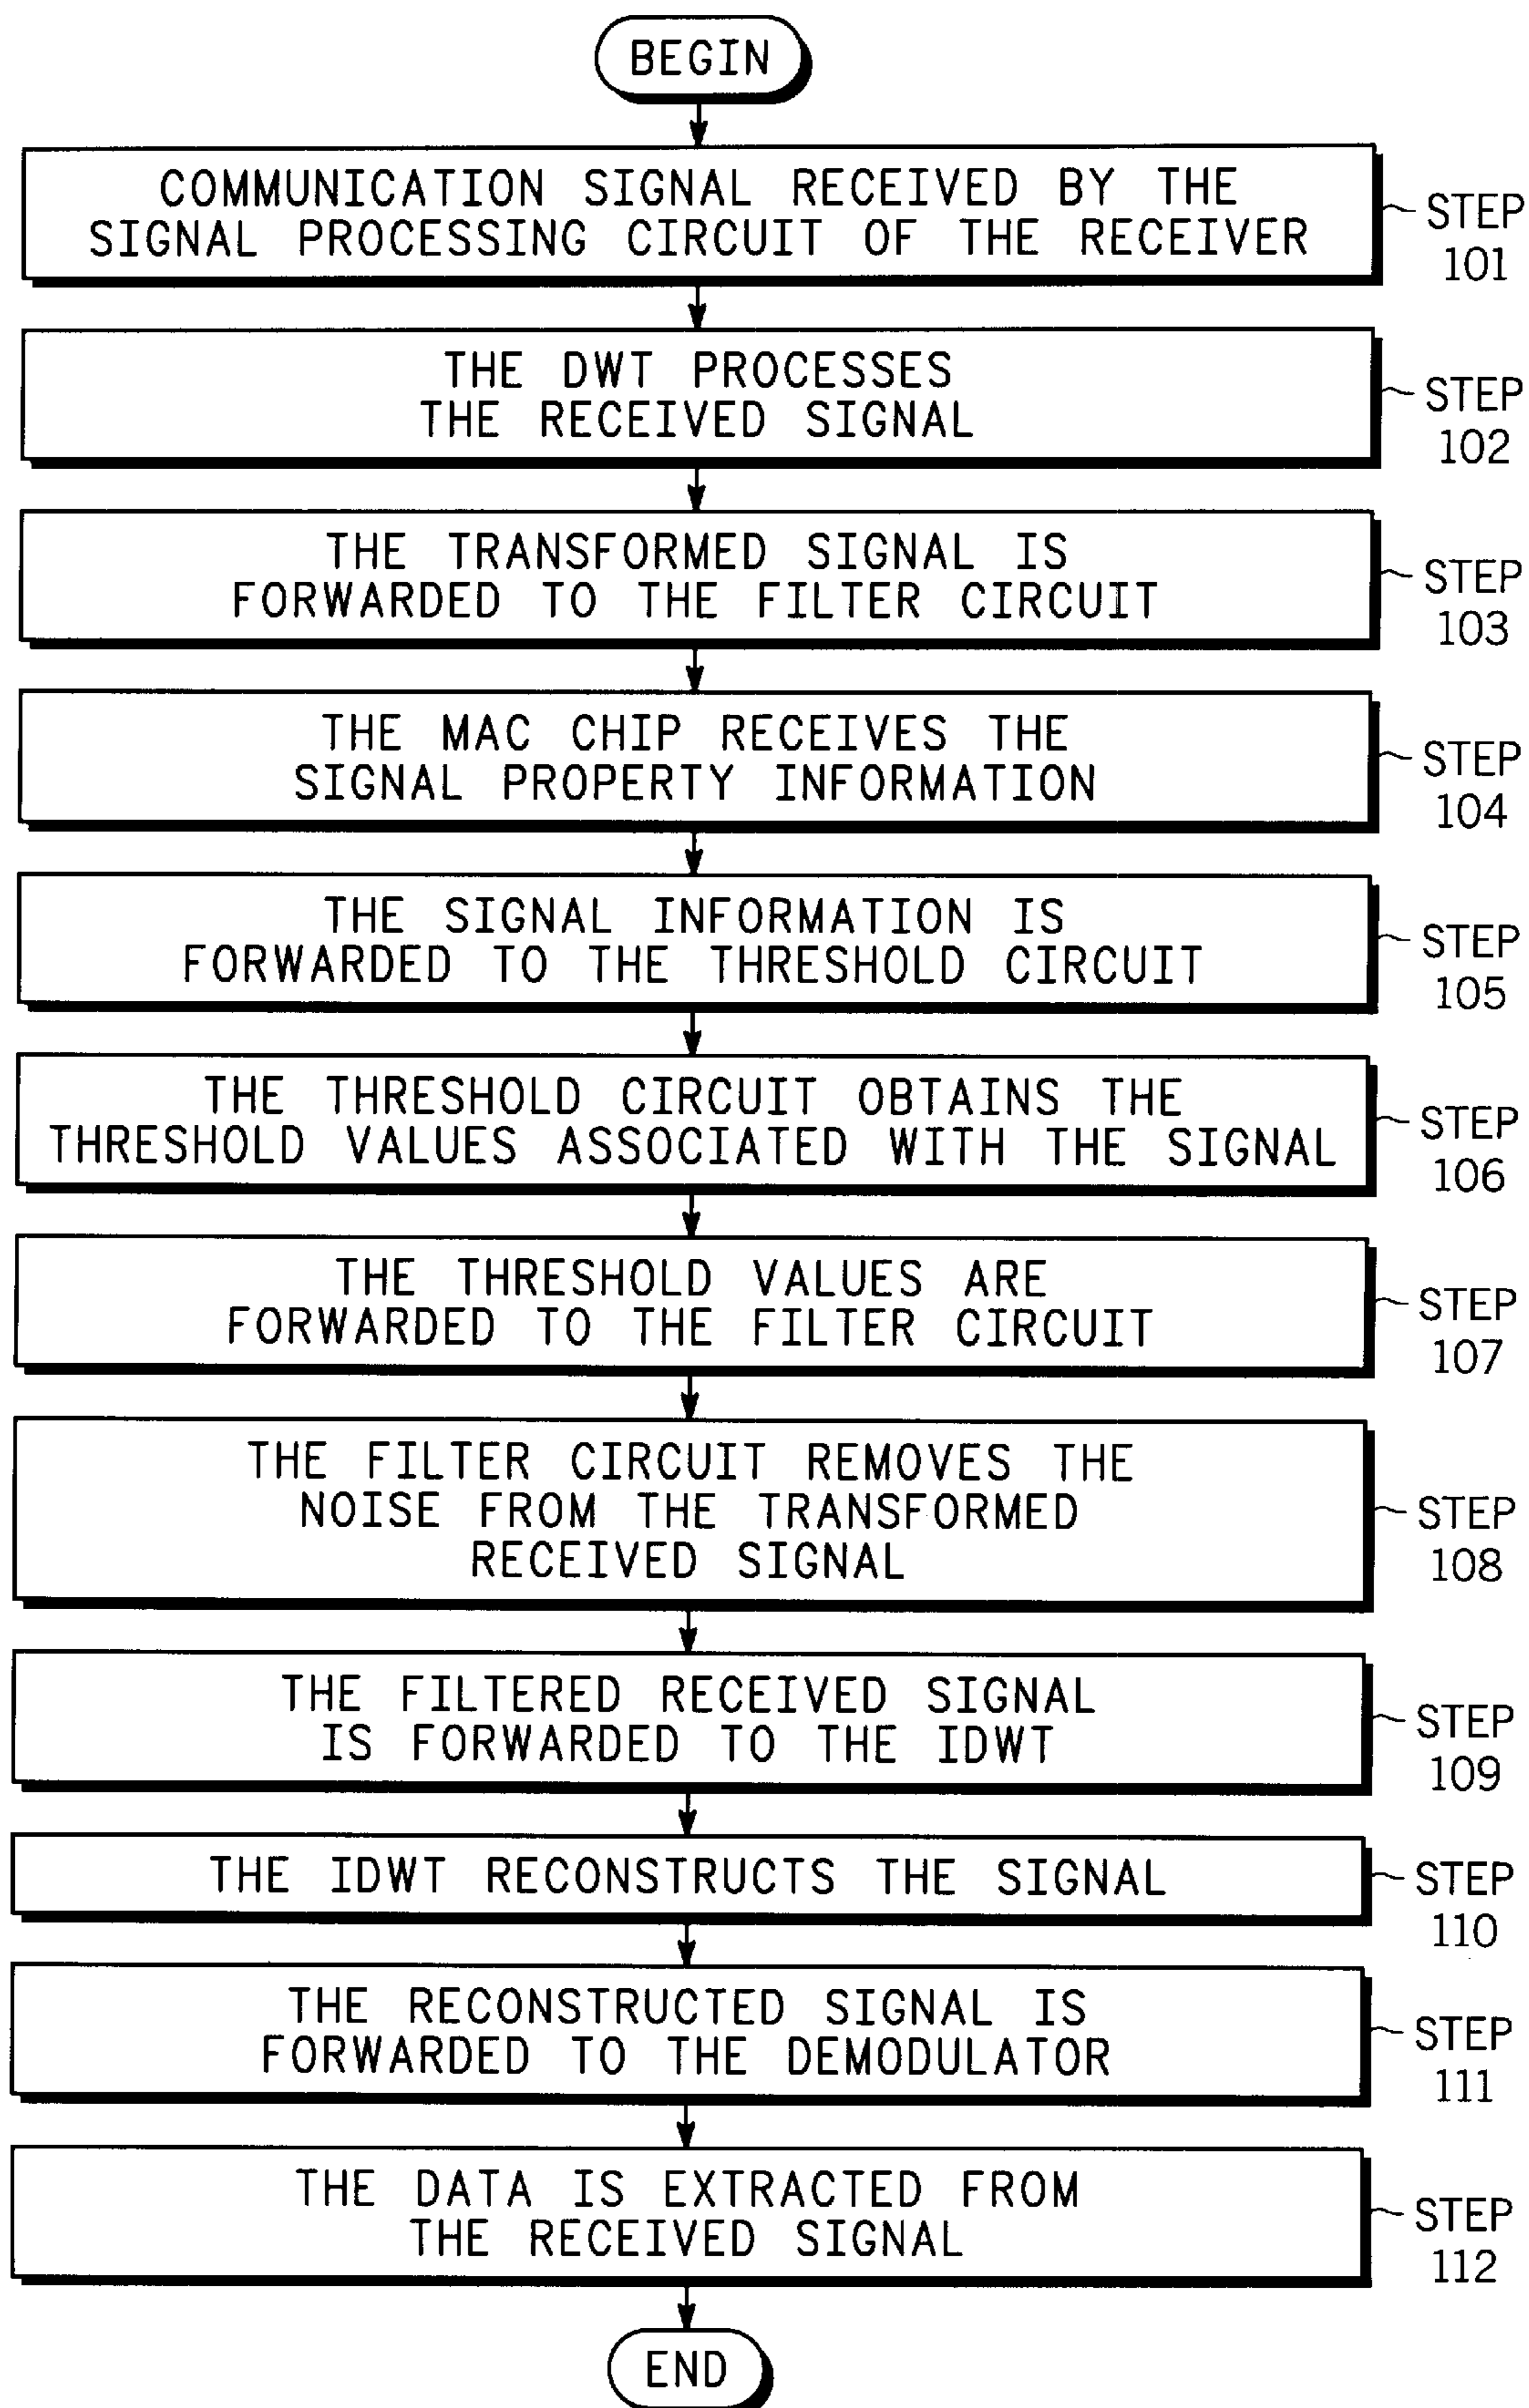 BEGIN
COMMUNICATION SIGNAL RECEIVED BY THE
SIGNAL PROCESSING CIRCUIT OF THE RECEIVER
STEP
101
THE DWT PROCESSES
THE RECEIVED SIGNAL
STEP
102
THE TRANSFORMED SIGNAL IS
FORWARDED TO THE FILTER CIRCUIT
STEP
103
THE MAC CHIP RECEIVES THE
SIGNAL PROPERTY INFORMATION
STEP
104
THE SIGNAL INFORMATION IS
FORWARDED TO THE THRESHOLD CIRCUIT
STEP
105
THE THRESHOLD CIRCUIT OBTAINS THE
THRESHOLD VALUES ASSOCIATED WITH THE SIGNAL
STEP
106
THE THRESHOLD VALUES ARE
FORWARDED TO THE FILTER CIRCUIT
STEP
107
THE FILTER CIRCUIT REMOVES THE
NOISE FROM THE TRANSFORMED
RECEIVED SIGNAL
STEP
108
THE FILTERED RECEIVED SIGNAL
IS FORWARDED TO THE IDWT
STEP
109
THE IDWT RECONSTRUCTS THE SIGNAL
STEP
110
THE RECONSTRUCTED SIGNAL IS
FORWARDED TO THE DEMODULATOR
STEP
111
THE DATA IS EXTRACTED FROM
THE RECEIVED SIGNAL
STEP
112
END